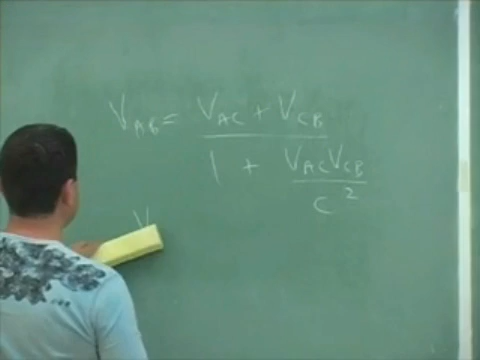 V_AB = (V_AC + V_CB) / (1 + V_AC V_CB / c²)
V